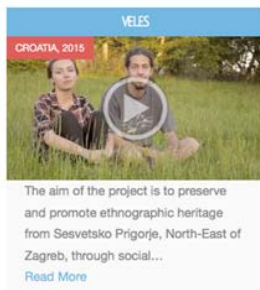 VELES
CROATIA, 2015
The aim of the project is to preserve
and promote ethnographic heritage
from Sesvetsko Prigorje, North-East of
Zagreb, through social...
Read More